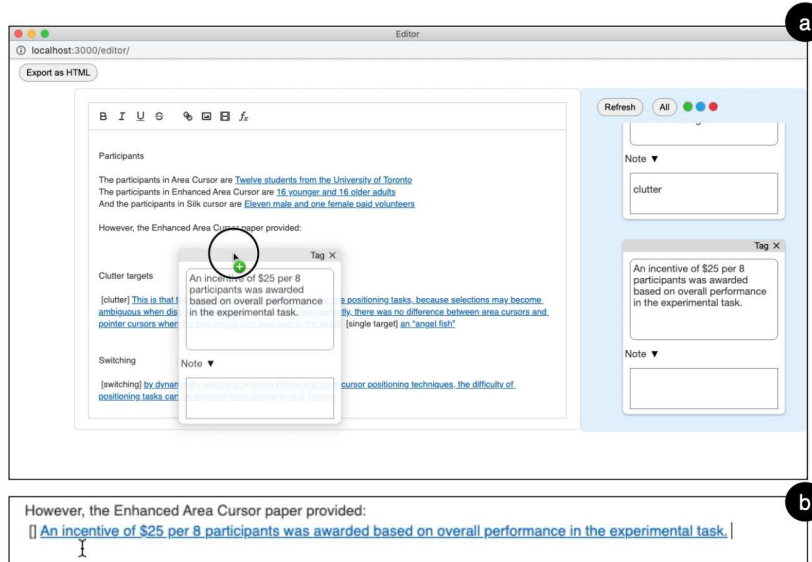 a
Editor
localhost:3000/editor/
Export as HTML
B I U S fx
Participants
The participants in Area Cursor are Twelve students from the University of Toronto
The participants in Enhanced Area Cursor are 16 younger and 16 older adults
And the participants in Silk cursor are Eleven male and one female paid volunteers
However, the Enhanced Area Cursor paper provided:
Clutter targets
[clutter] This is that positioning tasks, because selections may become
ambiguous when there was no difference between area cursors and
pointer cursors when [single target] an "angel fish"
Switching
[switching] by cursor positioning techniques, the difficulty of
positioning tasks
Tag ×
An incentive of $25 per 8
participants was awarded
based on overall performance
in the experimental task.
Note ▼
Refresh All
Note ▼
clutter
Tag ×
An incentive of $25 per 8
participants was awarded
based on overall performance
in the experimental task.
Note ▼
b
However, the Enhanced Area Cursor paper provided:
[] An incentive of $25 per 8 participants was awarded based on overall performance in the experimental task.